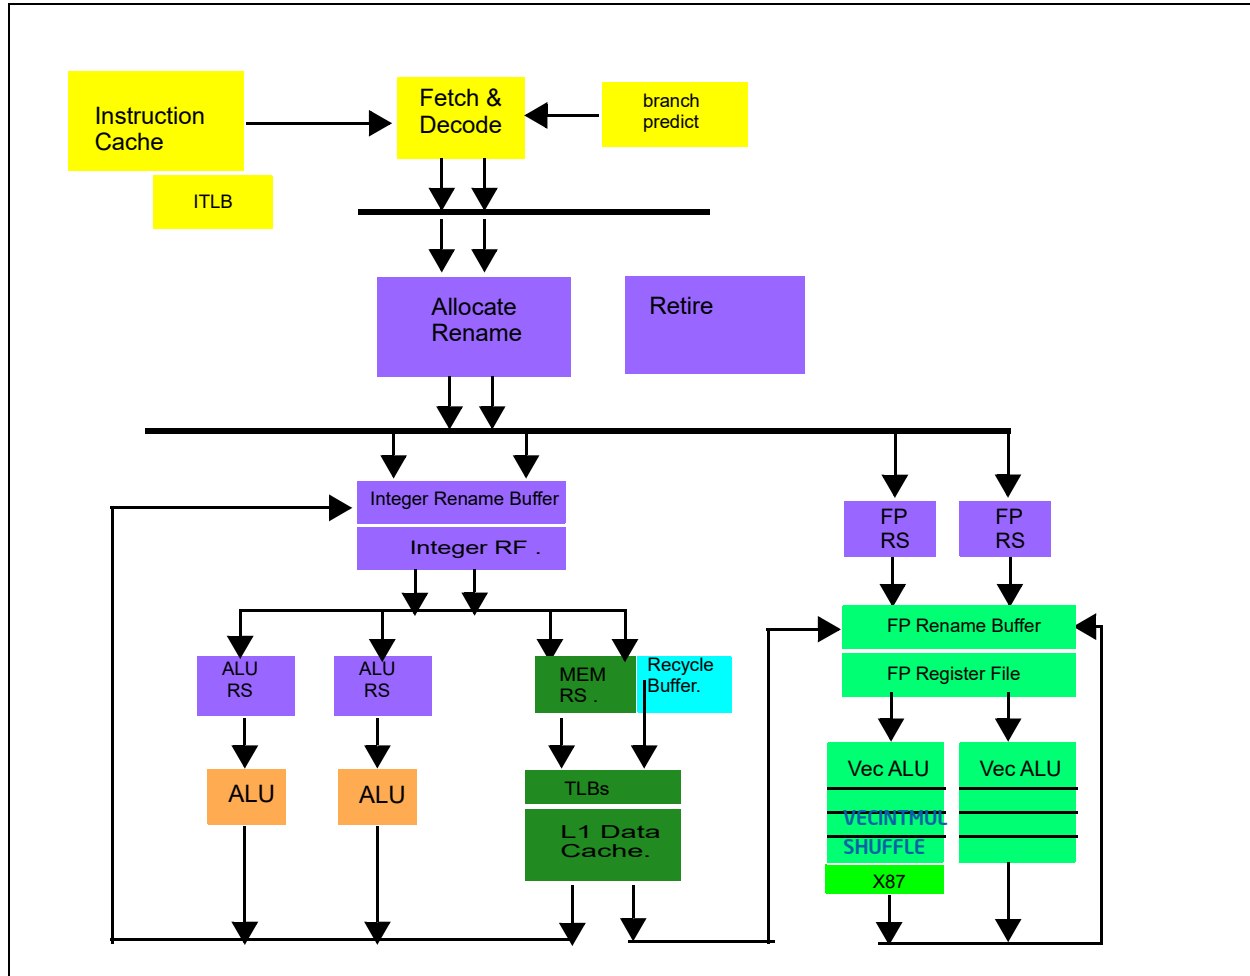 Instruction
Cache
Fetch &
Decode
branch
predict
ITLB
Allocate
Rename
Retire
Integer Rename Buffer
Integer RF .
FP
RS
FP
RS
FP Rename Buffer
FP Register File
ALU
RS
ALU
RS
MEM
RS .
Recycle
Buffer.
ALU
ALU
TLBs
L1 Data
Cache.
Vec ALU
VECINTMUL
SHUFFLE
X87
Vec ALU